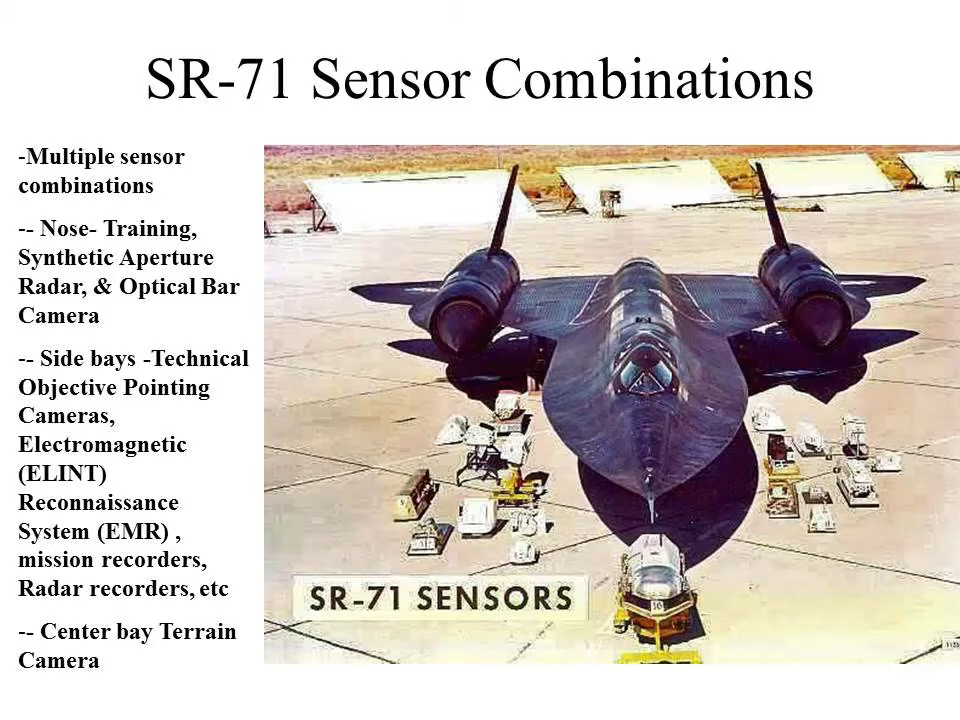 SR-71 Sensor Combinations
-Multiple sensor
combinations
-- Nose- Training,
Synthetic Aperture
Radar, & Optical Bar
Camera
-- Side bays -Technical
Objective Pointing
Cameras,
Electromagnetic
(ELINT)
Reconnaissance
System (EMR) ,
mission recorders,
Radar recorders, etc
-- Center bay Terrain
Camera
SR-71 SENSORS